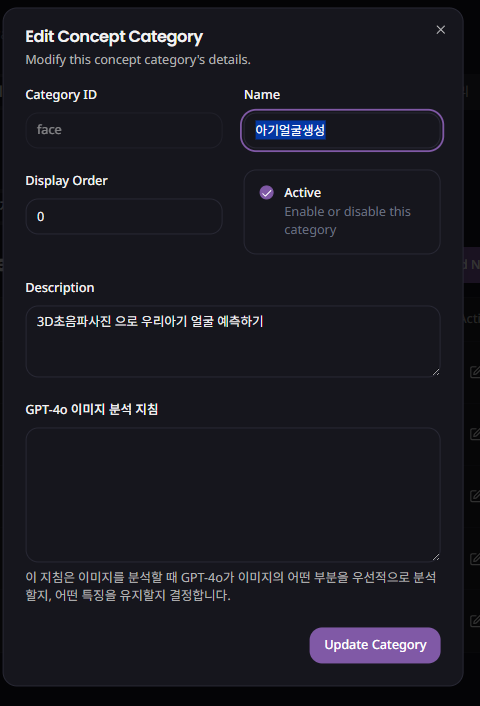 Edit Concept Category
Modify this concept category's details.
Category ID
Name
face
아기얼굴생성
Display Order
0
Active
Enable or disable this
category
Description
3D초음파사진 으로 우리아기 얼굴 예측하기
GPT-4o 이미지 분석 지침
이 지침은 이미지를 분석할 때 GPT-4o가 이미지의 어떤 부분을 우선적으로 분석
할지, 어떤 특징을 유지할지 결정합니다.
Update Category